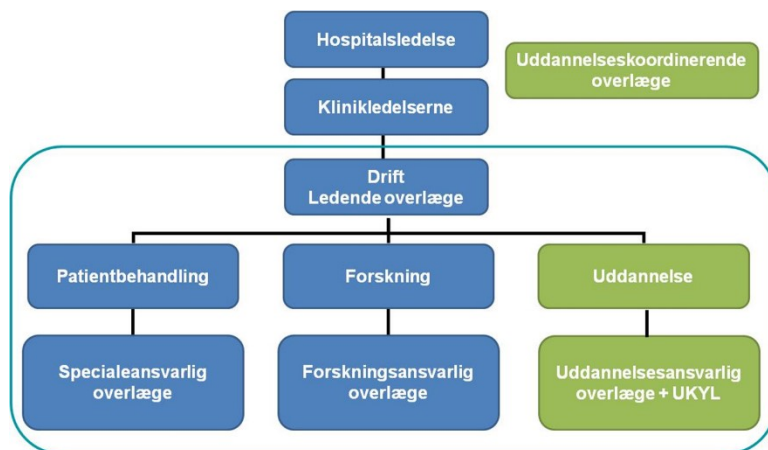 Hospitalsledelse
Uddannelseskoordinerende
overlæge
Klinikledelserne
Drift
Ledende overlæge
Patientbehandling
Forskning
Uddannelse
Specialeansvarlig
overlæge
Forskningsansvarlig
overlæge
Uddannelsesansvarlig
overlæge + UKYL